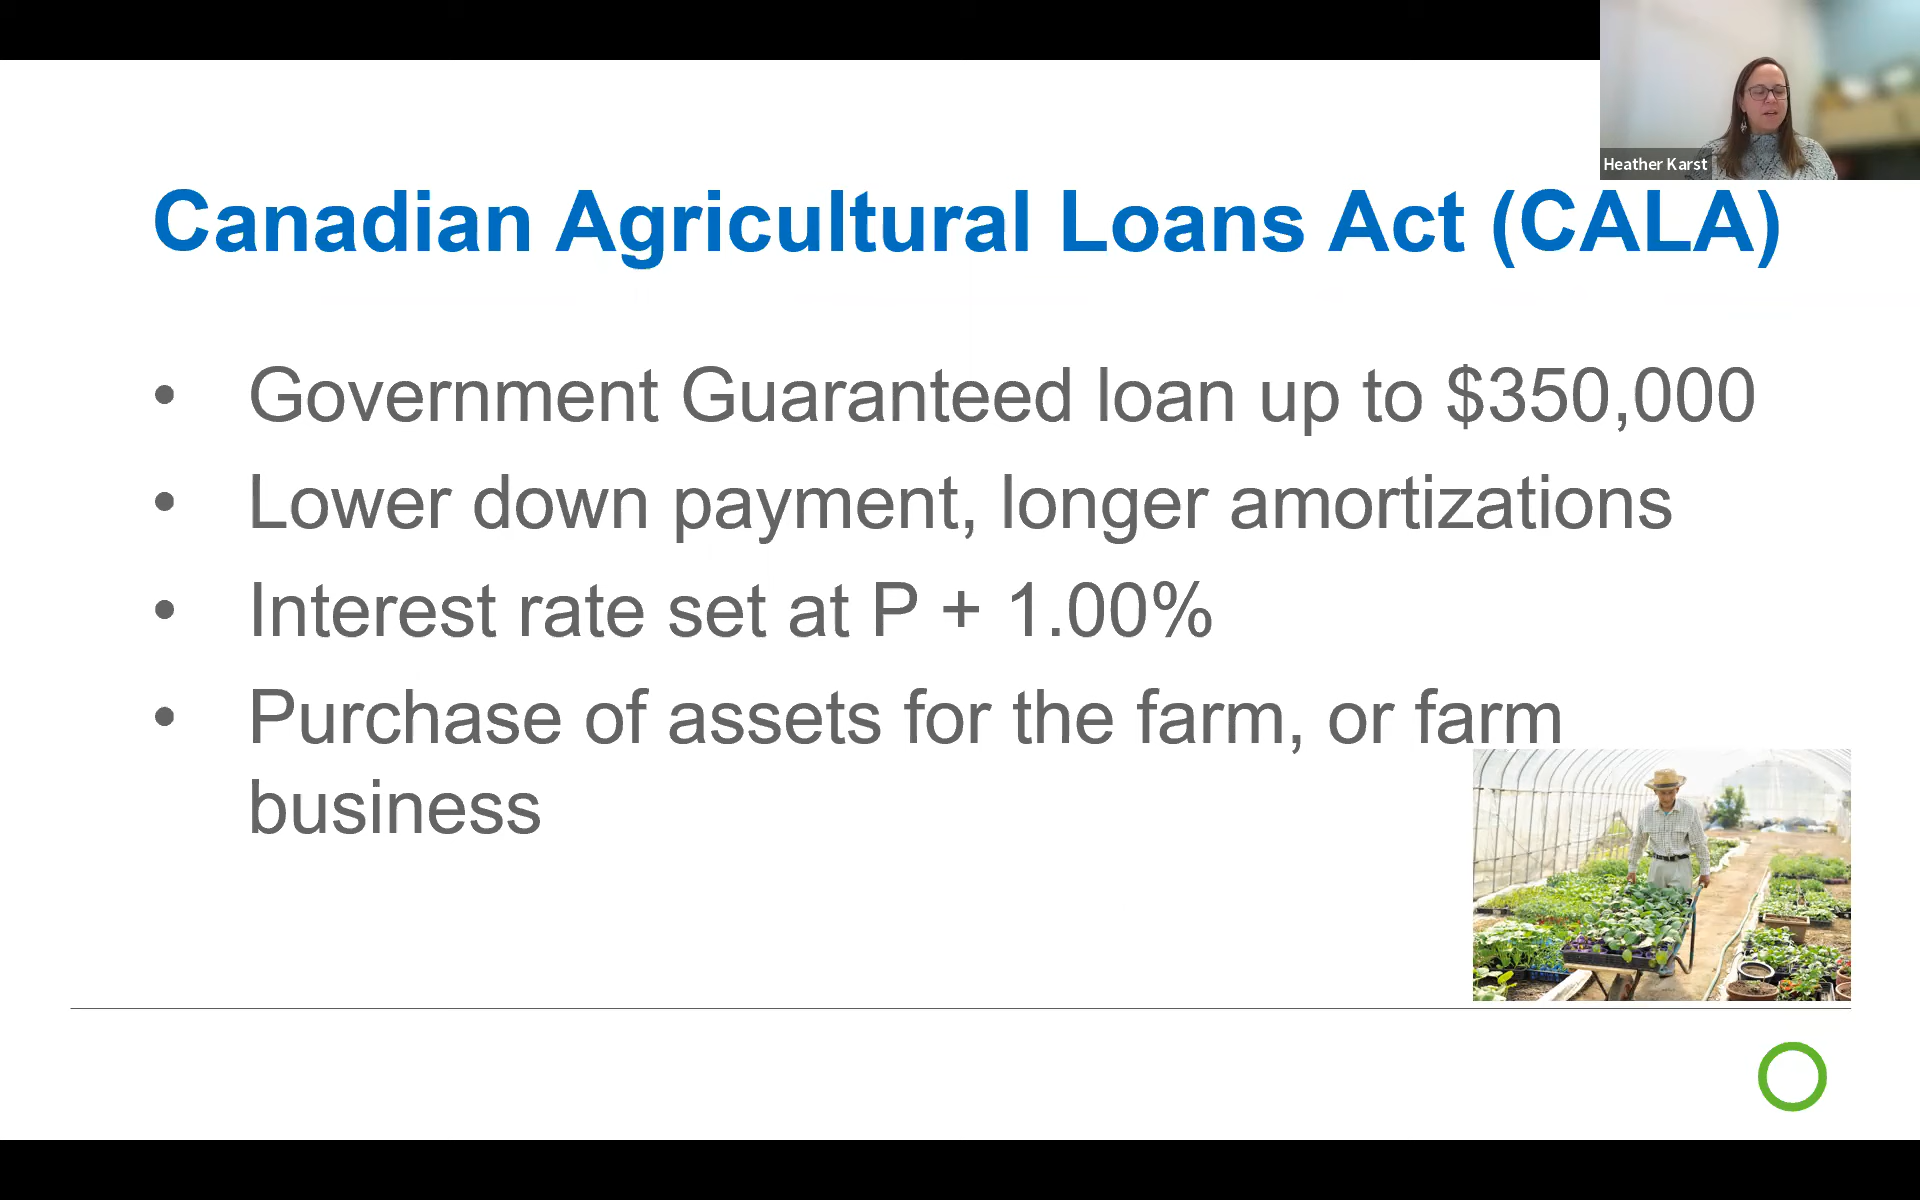 Heather Karst
Canadian Agricultural Loans Act (CALA)
• Government Guaranteed loan up to $350,000
• Lower down payment, longer amortizations
• Interest rate set at P + 1.00%
• Purchase of assets for the farm, or farm
business